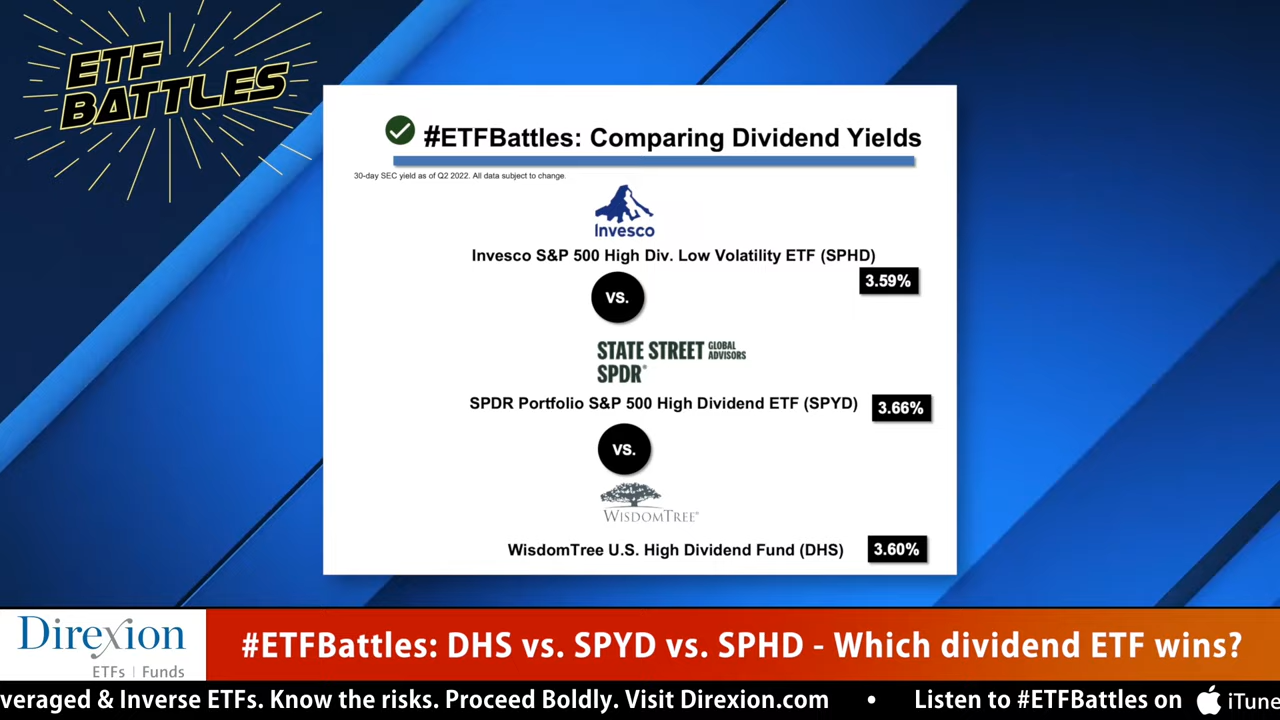 ETF
BATTLES
#ETFBattles: Comparing Dividend Yields
30-day SEC yield as of Q2 2022. All data subject to change.
Invesco
Invesco S&P 500 High Div. Low Volatility ETF (SPHD)
3.59%
VS.
STATE STREET GLOBAL ADVISORS
SPDR®
SPDR Portfolio S&P 500 High Dividend ETF (SPYD)
3.66%
VS.
WISDOMTREE®
WisdomTree U.S. High Dividend Fund (DHS)
3.60%
Direxion
ETFs | Funds
#ETFBattles: DHS vs. SPYD vs. SPHD - Which dividend ETF wins?
veraged & Inverse ETFs. Know the risks. Proceed Boldly. Visit Direxion.com • Listen to #ETFBattles on iTune